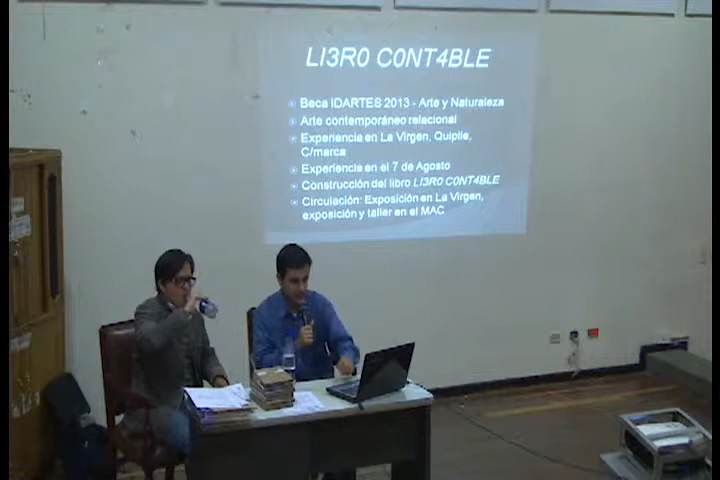 LI3R0 C0NT4BLE
Beca IDARTES 2013 - Arte y Naturaleza
Arte contemporáneo relacional
Experiencia en La Virgen, Quipile,
C/marca
Experiencia en el 7 de Agosto
Construcción del libro LI3R0 C0NT4BLE
Circulación: Exposición en La Virgen,
exposición y taller en el MAC